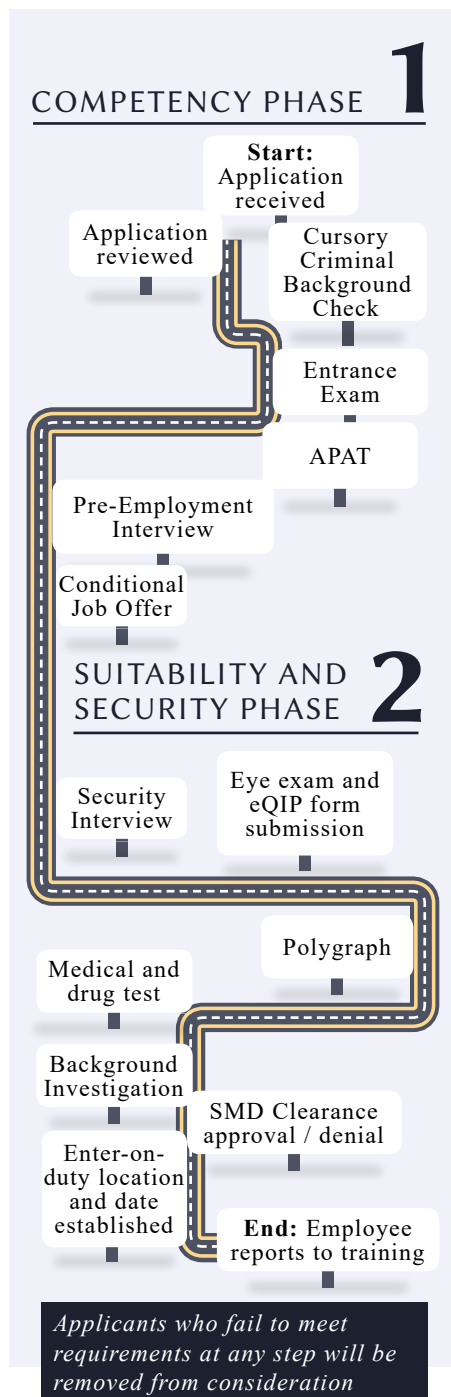 COMPETENCY PHASE 1
Start:
Application
received
Application
reviewed
Cursory
Criminal
Background
Check
Entrance
Exam
APAT
Pre-Employment
Interview
Conditional
Job Offer
SUITABILITY AND
SECURITY PHASE 2
Security
Interview
Eye exam and
eQIP form
submission
Polygraph
Medical and
drug test
Background
Investigation
SMD Clearance
approval / denial
Enter-on-
duty location
and date
established
End: Employee
reports to training
Applicants who fail to meet
requirements at any step will be
removed from consideration